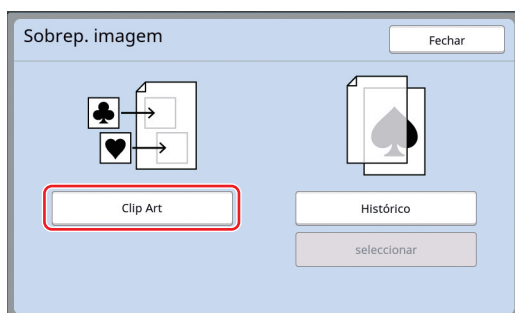 Sobrep. imagem
Fechar
Clip Art
Histórico
seleccionar